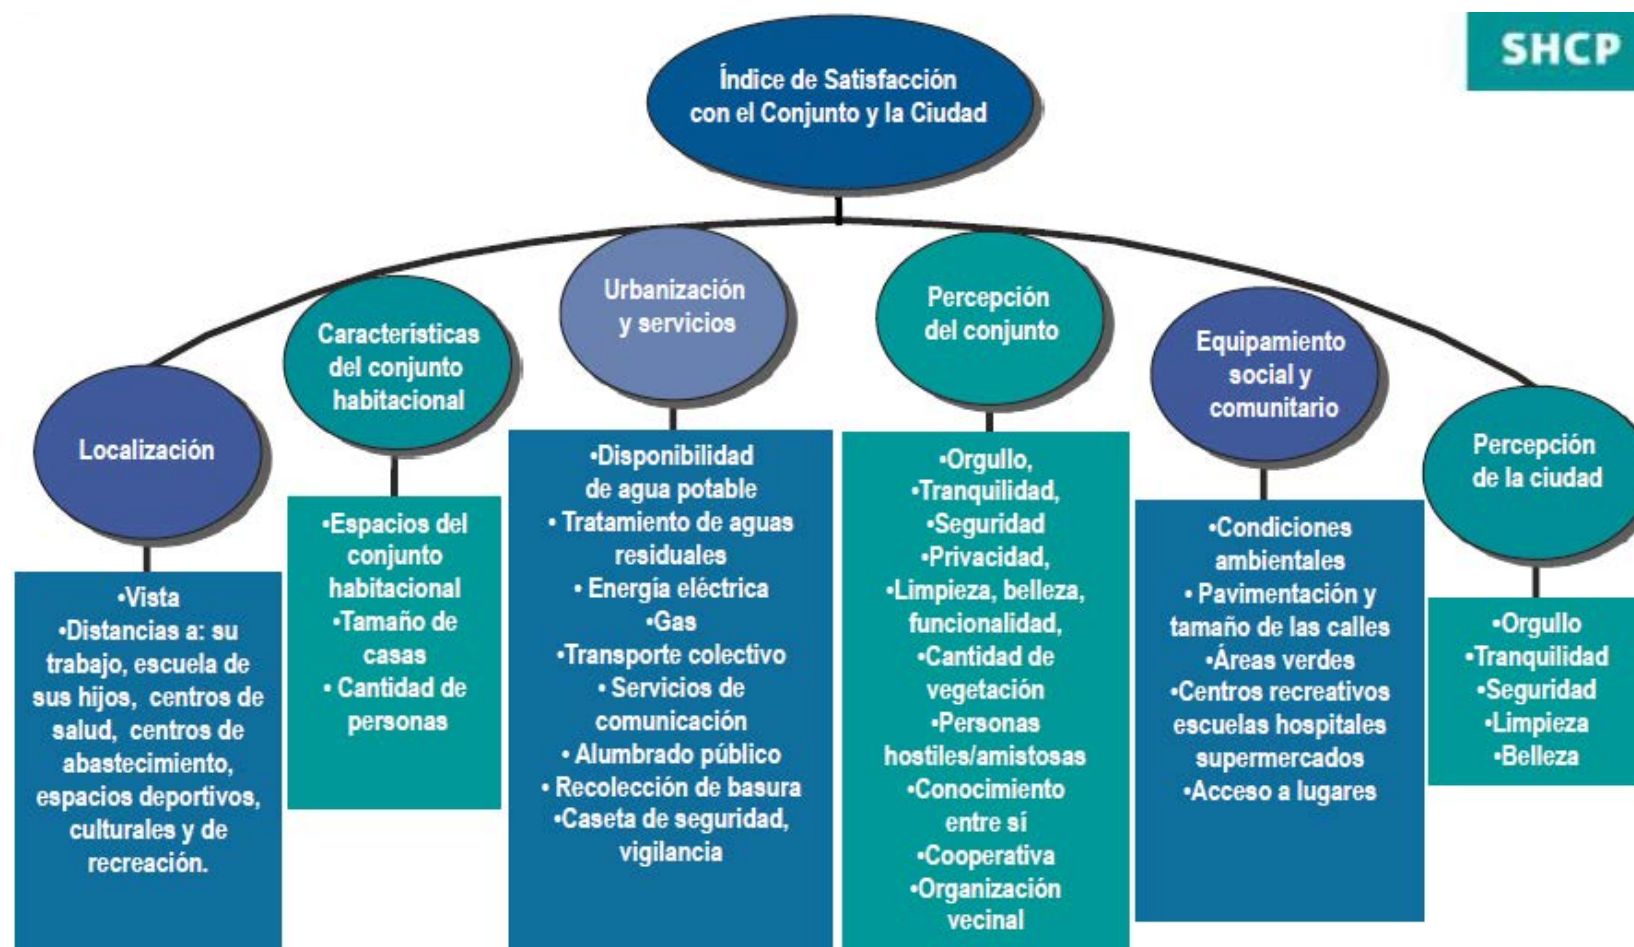 SHCP
Índice de Satisfacción
con el Conjunto y la Ciudad
Localización
•Vista
•Distancias a: su
trabajo, escuela de
sus hijos, centros de
salud, centros de
abastecimiento,
espacios deportivos,
culturales y de
recreación.
Características
del conjunto
habitacional
•Espacios del
conjunto
habitacional
•Tamaño de
casas
• Cantidad de
personas
Urbanización
y servicios
•Disponibilidad
de agua potable
• Tratamiento de aguas
residuales
• Energía eléctrica
•Gas
•Transporte colectivo
• Servicios de
comunicación
• Alumbrado público
• Recolección de basura
•Caseta de seguridad,
vigilancia
Percepción
del conjunto
•Orgullo,
•Tranquilidad,
•Seguridad
•Privacidad,
•Limpieza, belleza,
funcionalidad,
•Cantidad de
vegetación
•Personas
hostiles/amistosas
•Conocimiento
entre sí
•Cooperativa
•Organización
vecinal
Equipamiento
social y
comunitario
•Condiciones
ambientales
• Pavimentación y
tamaño de las calles
•Áreas verdes
•Centros recreativos
escuelas hospitales
supermercados
•Acceso a lugares
Percepción
de la ciudad
•Orgullo
•Tranquilidad
•Seguridad
•Limpieza
•Belleza